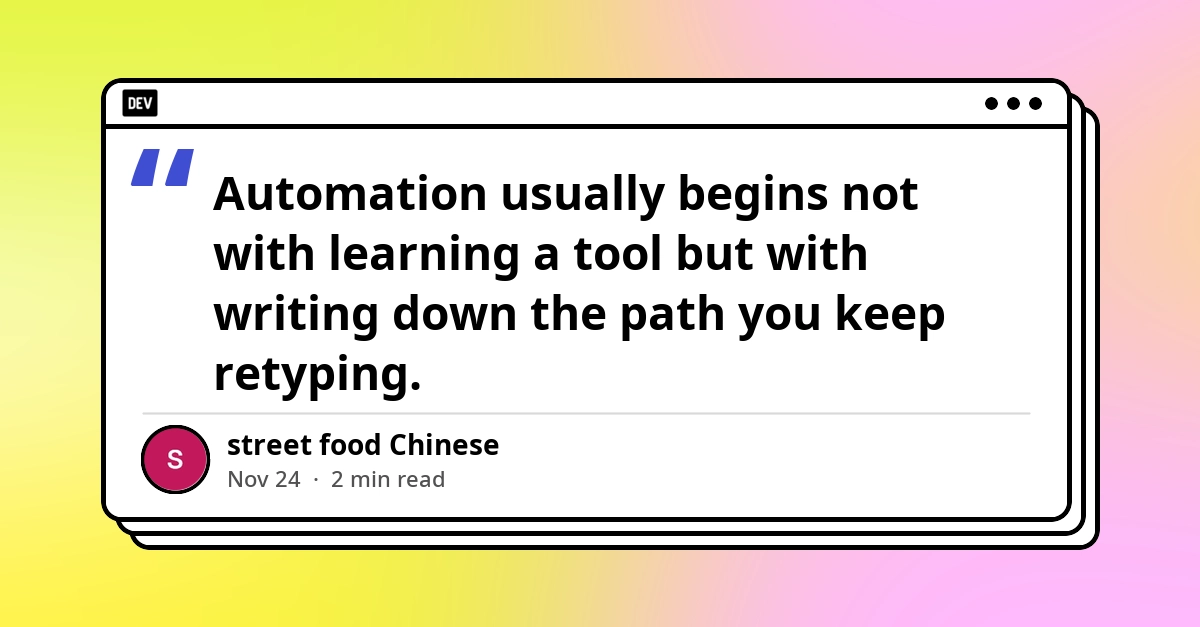 DEV
“
Automation usually begins not
with learning a tool but with
writing down the path you keep
retyping.
S
street food Chinese
Nov 24 · 2 min read